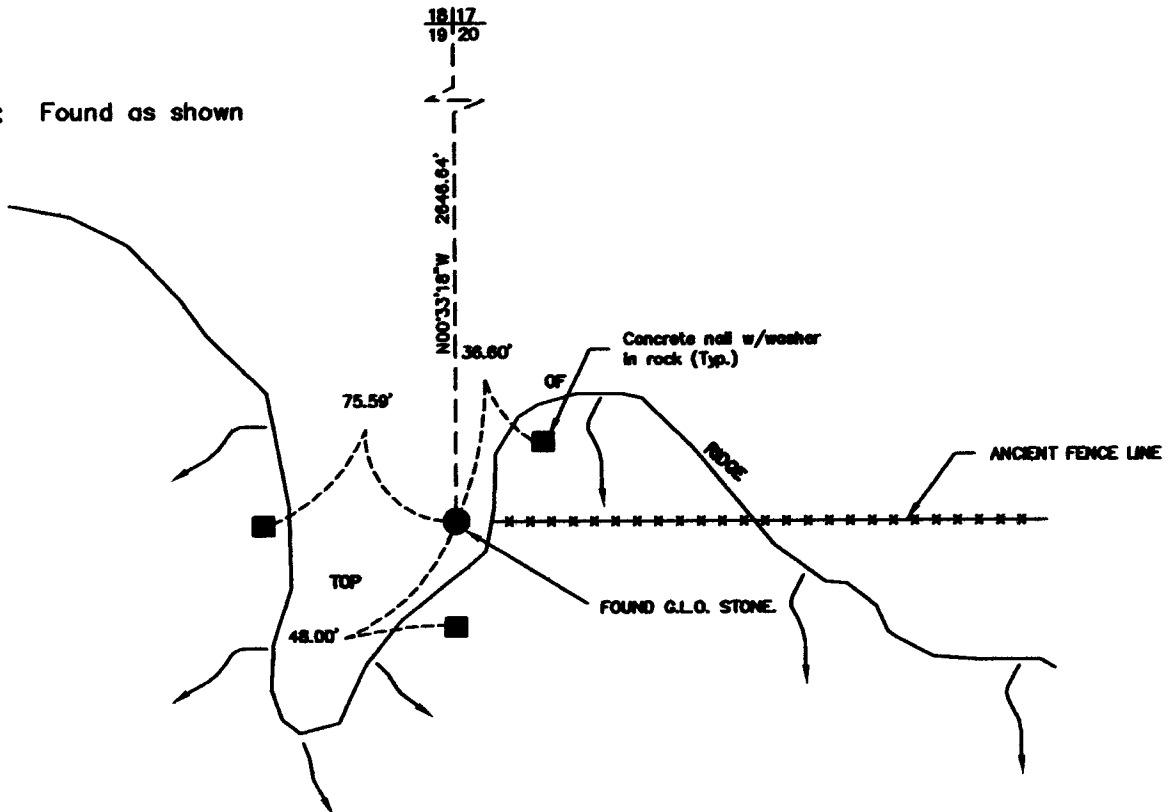 18 17
19 20
: Found as shown
N00°33'18"W 2646.64'
36.60'
Concrete nail w/washer
in rock (Typ.)
OF
75.59'
RIDGE
ANCIENT FENCE LINE
TOP
FOUND G.L.O. STONE.
48.00'